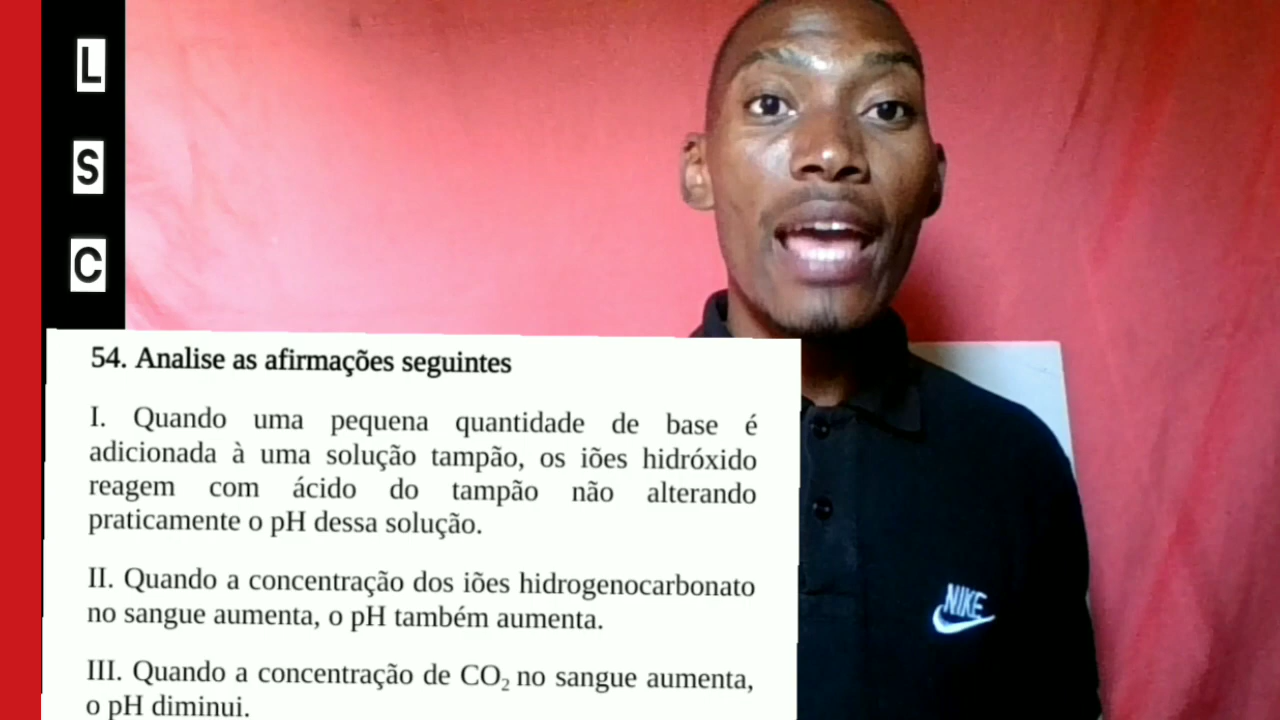 L
S
C
54. Analise as afirmações seguintes
I. Quando uma pequena quantidade de base é
adicionada à uma solução tampão, os iões hidróxido
reagem com ácido do tampão não alterando
praticamente o pH dessa solução.
II. Quando a concentração dos iões hidrogenocarbonato
no sangue aumenta, o pH também aumenta.
III. Quando a concentração de CO₂ no sangue aumenta,
o pH diminui.
NIKE